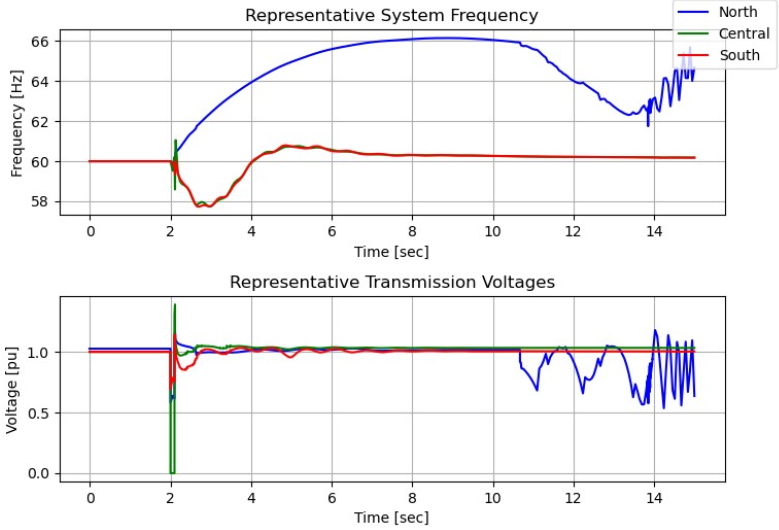 Representative System Frequency
North
Central
South
66
64
62
60
58
Frequency [Hz]
0 2 4 6 8 10 12 14
Time [sec]
Representative Transmission Voltages
1.0
0.5
0.0
Voltage [pu]
0 2 4 6 8 10 12 14
Time [sec]